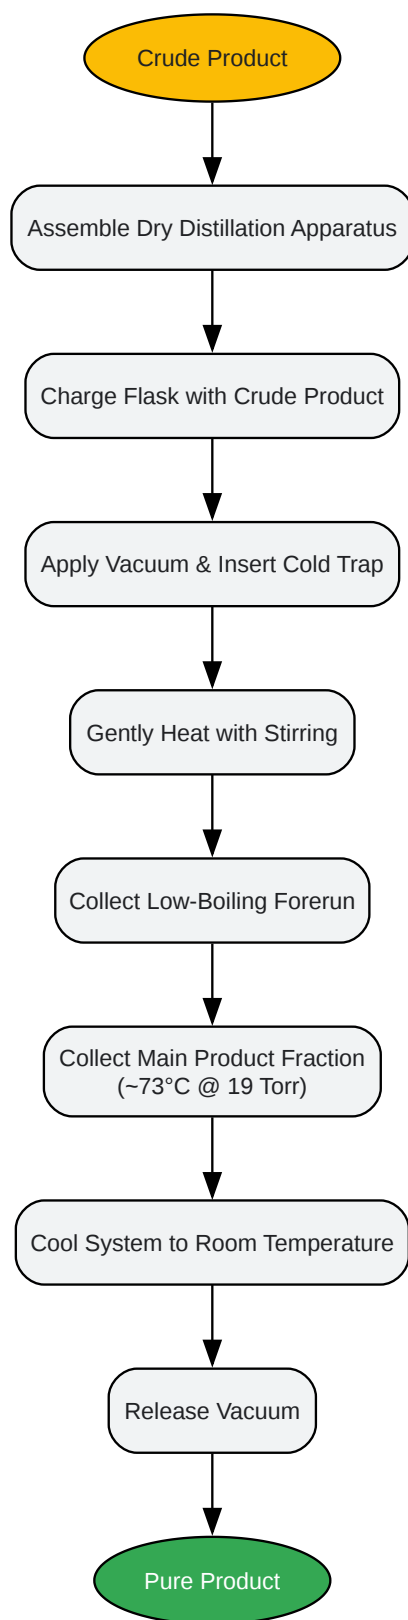 Crude Product
Assemble Dry Distillation Apparatus
Charge Flask with Crude Product
Apply Vacuum & Insert Cold Trap
Gently Heat with Stirring
Collect Low-Boiling Forerun
Collect Main Product Fraction
(~73°C @ 19 Torr)
Cool System to Room Temperature
Release Vacuum
Pure Product